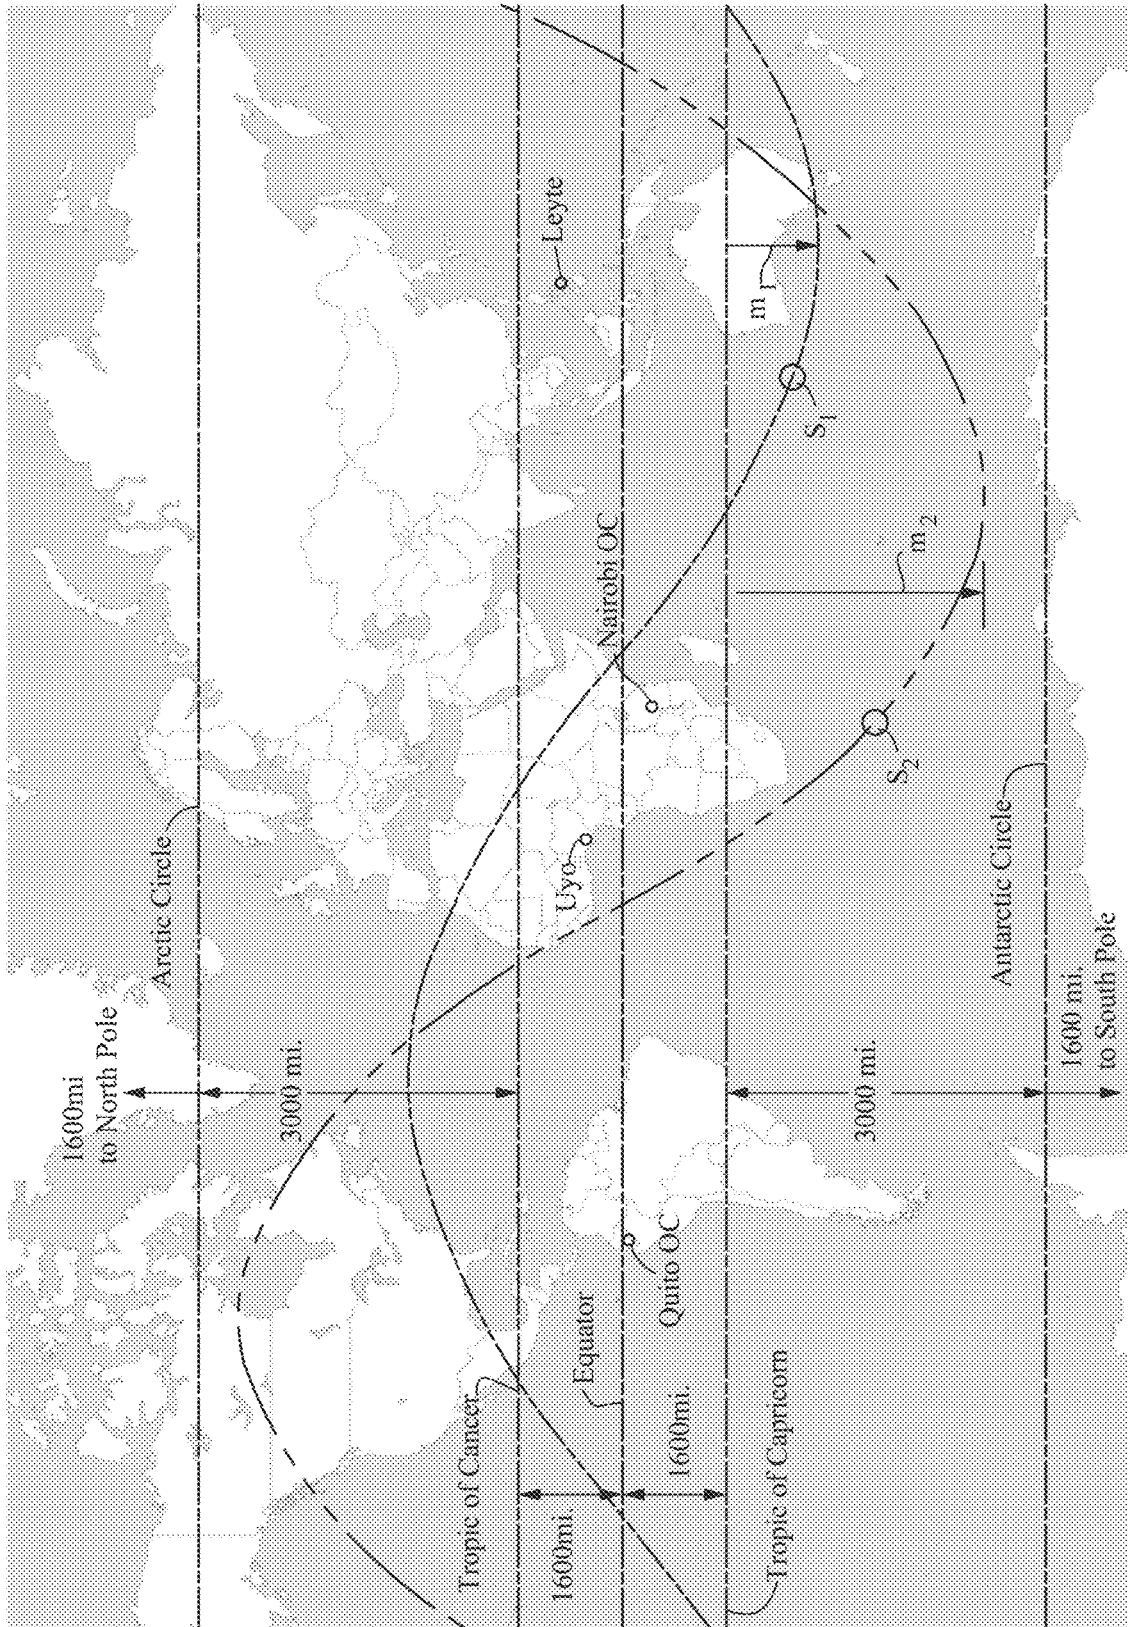 1600mi
to North Pole
Arctic Circle
3000 mi.
Leyte
Nairobi OC
Uyo
Tropic of Cancer
1600mi.
Equator
Quito OC
1600mi.
Tropic of Capricorn
m1
S1
m2
S2
3000 mi.
Antarctic Circle
1600 mi.
to South Pole